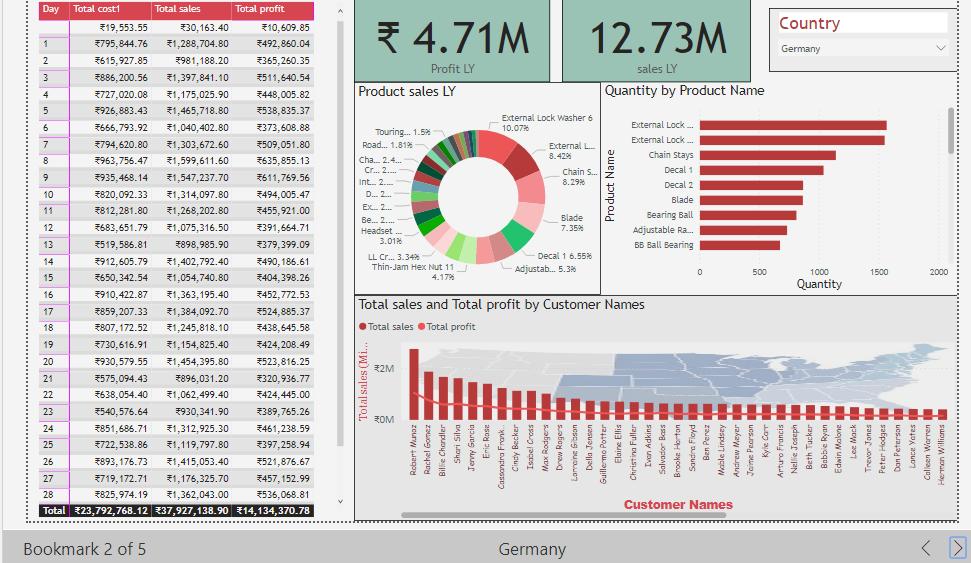 Day Total cost1 Total sales Total profit
₹19,553.55 ₹30,163.40 ₹10,609.85
1 ₹795,844.76 ₹1,288,704.80 ₹492,860.04
2 ₹615,927.85 ₹981,188.20 ₹365,260.35
3 ₹886,200.56 ₹1,397,841.10 ₹511,640.54
4 ₹727,020.08 ₹1,175,025.90 ₹448,005.82
5 ₹926,883.43 ₹1,465,718.80 ₹538,835.37
6 ₹666,793.92 ₹1,040,402.80 ₹373,608.88
7 ₹794,620.80 ₹1,303,672.60 ₹509,051.80
8 ₹963,756.47 ₹1,599,611.60 ₹635,855.13
9 ₹935,468.14 ₹1,547,237.70 ₹611,769.56
10 ₹820,092.33 ₹1,314,097.80 ₹494,005.47
11 ₹812,281.80 ₹1,268,202.80 ₹455,921.00
12 ₹683,651.79 ₹1,075,316.50 ₹391,664.71
13 ₹519,586.81 ₹898,985.90 ₹379,399.09
14 ₹912,605.79 ₹1,402,792.40 ₹490,186.61
15 ₹650,342.54 ₹1,054,740.80 ₹404,398.26
16 ₹910,422.87 ₹1,363,195.40 ₹452,772.53
17 ₹859,207.33 ₹1,384,092.70 ₹524,885.37
18 ₹807,172.52 ₹1,245,818.10 ₹438,645.58
19 ₹730,616.91 ₹1,154,825.40 ₹424,208.49
20 ₹930,579.55 ₹1,454,395.80 ₹523,816.25
21 ₹575,094.43 ₹896,031.20 ₹320,936.77
22 ₹638,054.40 ₹1,062,499.40 ₹424,445.00
23 ₹540,576.64 ₹930,341.90 ₹389,765.26
24 ₹851,686.71 ₹1,312,925.30 ₹461,238.59
25 ₹722,538.86 ₹1,119,797.80 ₹397,258.94
26 ₹893,176.73 ₹1,415,053.40 ₹521,876.67
27 ₹719,172.71 ₹1,176,325.70 ₹457,152.99
28 ₹825,974.19 ₹1,362,043.00 ₹536,068.81
Total ₹23,792,768.12 ₹37,927,138.90 ₹14,134,370.78
₹ 4.71M
Profit LY
12.73M
sales LY
Country
Germany
Product sales LY
External Lock Washer 6
10.07%
External L...
8.42%
Chain S...
8.29%
Blade
7.35%
Decal 1 6.55%
Adjustab... 5.3%
Thin-Jam Hex Nut 11
4.17%
LL Cr... 3.34%
Headset ...
3.01%
Be... 2....
Ex... 2...
D... 2...
Int... 2....
Cr... 2....
Cha... 2.4...
Road... 1.81%
Touring... 1.5%
Quantity by Product Name
Product Name
External Lock ...
External Lock ...
Chain Stays
Decal 1
Decal 2
Blade
Bearing Ball
Adjustable Ra...
BB Ball Bearing
0 500 1000 1500 2000
Quantity
Total sales and Total profit by Customer Names
Total sales Total profit
Total sales (Mi...
₹2M
₹0M
Robert Munoz
Rachel Gomez
Billie Chandler
Shari Silva
Jenny Garcia
Eric Rose
Cassandra Frank...
Cindy Becker
Isabel Cross
Max Rodgers
Drew Rogers
Lorraine Gibson
Della Jensen
Guillermo Potter
Elaine Ellis
Christina Fuller
Ivan Adkins
Salvador Bass
Brooke Horton
Sandra Floyd
Ben Perez
Mable Lindsey
Andrew Meyer
Jaime Pearson
Kyle Carr
Arturo Francis
Nellie Joseph
Beth Tucker
Bobbie Ryan
Edwin Malone
Lee Mack
Trevor Jones
Peter Hodges
Dan Peterson
Lance Yates
Colleen Warren
Herman Williams
Customer Names
Bookmark 2 of 5
Germany